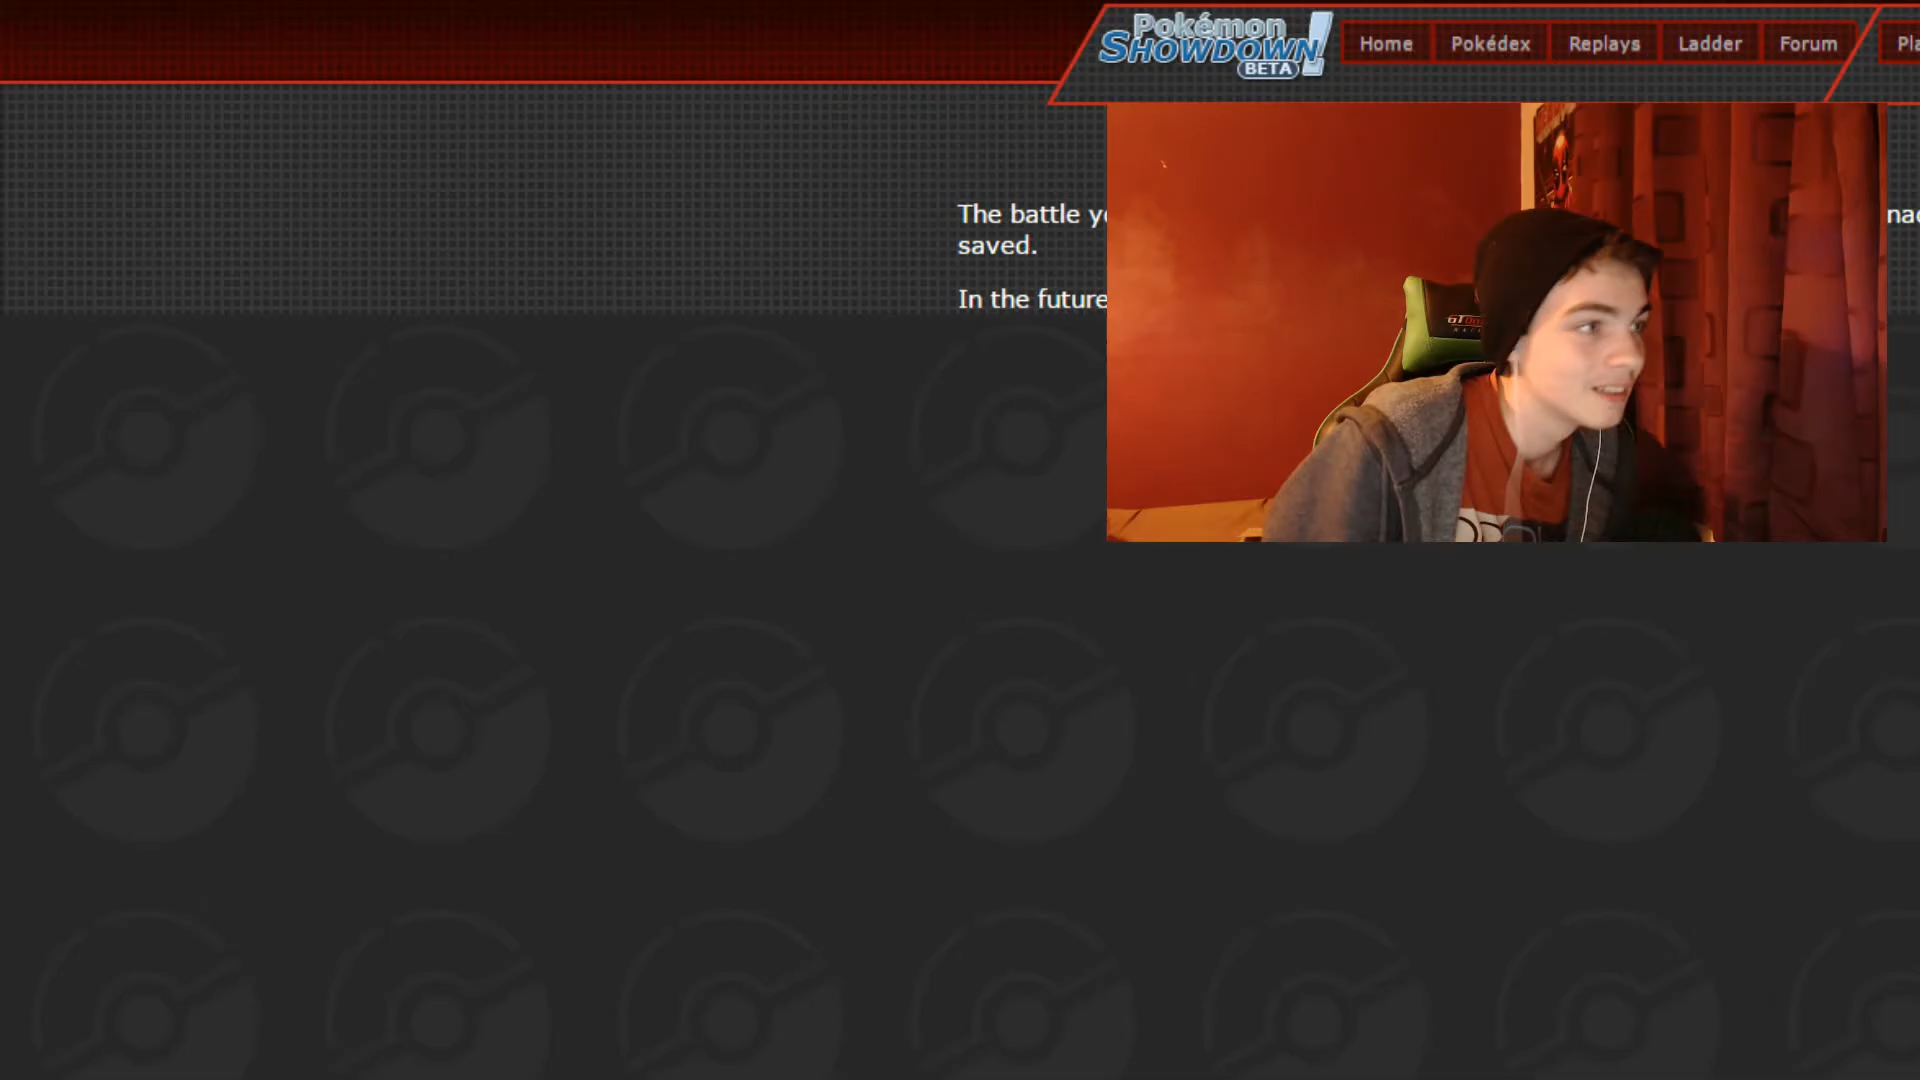 Pokémon
SHOWDOWN!
BETA
Home
Pokédex
Replays
Ladder
Forum
The battle
saved.
In the future